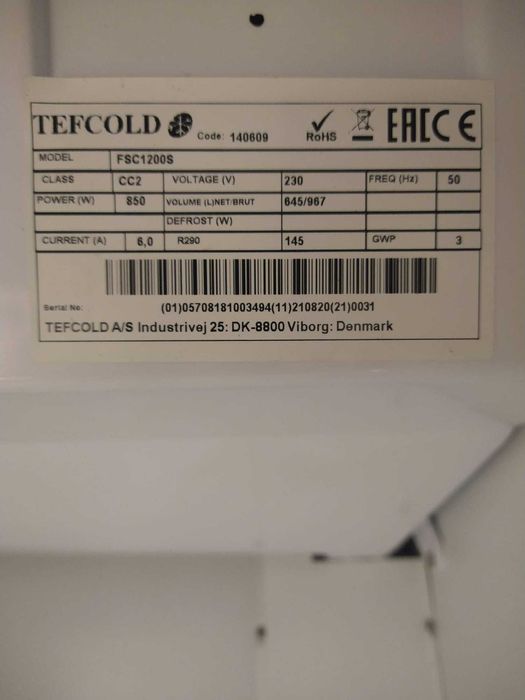 TEFCOLD Code: 140609 RoHS EAC CE
MODEL FSC1200S
CLASS CC2 VOLTAGE (V) 230 FREQ (Hz) 50
POWER (W) 850 VOLUME (L)NET/BRUT 645/967
DEFROST (W)
CURRENT (A) 6,0 R290 145 GWP 3
Serial No: (01)05708181003494(11)210820(21)0031
TEFCOLD A/S Industrivej 25: DK-8800 Viborg: Denmark